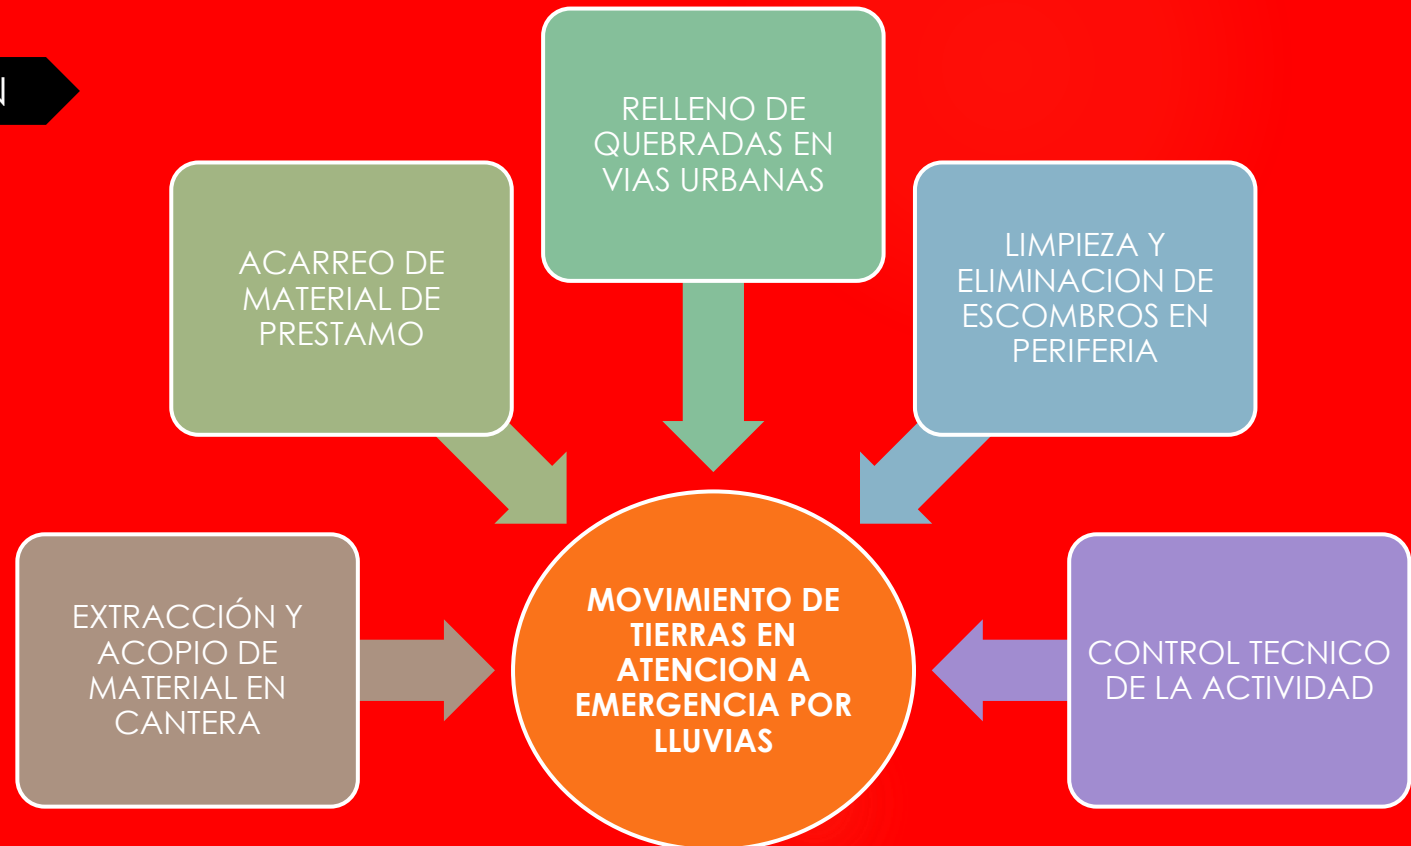 RELLENO DE
QUEBRADAS EN
VIAS URBANAS
ACARREO DE
MATERIAL DE
PRESTAMO
LIMPIEZA Y
ELIMINACION DE
ESCOMBROS EN
PERIFERIA
EXTRACCIÓN Y
ACOPIO DE
MATERIAL EN
CANTERA
MOVIMIENTO DE
TIERRAS EN
ATENCION A
EMERGENCIA POR
LLUVIAS
CONTROL TECNICO
DE LA ACTIVIDAD